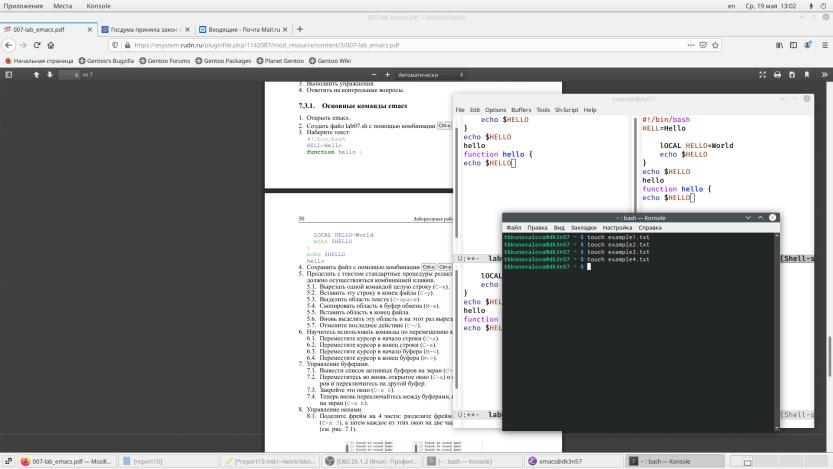 Приложения Места Konsole en Ср, 19 мая 13:02
007-lab_emacs.pdf — Mozilla Firefox
007-lab_emacs.pdf Госдума приняла закон о Входящие - Почта Mail.ru
https://esystem.rudn.ru/pluginfile.php/1142087/mod_resource/content/3/007-lab_emacs.pdf
Начальная страница Gentoo's Bugzilla Gentoo Forums Gentoo Packages Planet Gentoo Gentoo Wiki
6 из 7 Автоматически
3. Выполнить упражнения.
4. Ответить на контрольные вопросы.
7.3.1. Основные команды emacs
1. Открыть emacs.
2. Создать файл lab07.sh с помощью комбинации Ctrl-x
3. Наберите текст:
#!/bin/bash
HELL=Hello
function hello {
50 Лабораторная рабо
LOCAL HELLO=World
echo $HELLO
}
echo $HELLO
hello
4. Сохранить файл с помощью комбинации Ctrl-x Ctrl-s
5. Проделать с текстом стандартные процедуры редакт
должно осуществляться комбинацией клавиш.
5.1. Вырезать одной командой целую строку (C-k).
5.2. Вставить эту строку в конец файла (C-y).
5.3. Выделить область текста (C-space).
5.4. Скопировать область в буфер обмена (M-w).
5.5. Вставить область в конец файла.
5.6. Вновь выделить эту область и на этот раз вырез
5.7. Отмените последнее действие (C-/).
6. Научитесь использовать команды по перемещению к
6.1. Переместите курсор в начало строки (C-a).
6.2. Переместите курсор в конец строки (C-e).
6.3. Переместите курсор в начало буфера (M-<).
6.4. Переместите курсор в конец буфера (M->).
7. Управление буферами.
7.1. Вывести список активных буферов на экран (C-
7.2. Переместитесь во вновь открытое окно (C-x) o
ров и переключитесь на другой буфер.
7.3. Закройте это окно (C-x 0).
7.4. Теперь вновь переключайтесь между буферами,
на экран (C-x b).
8. Управление окнами.
8.1. Поделите фрейм на 4 части: разделите фрейм
(C-x 3), а затем каждое из этих окон на две час
(см. рис. 7.1).
emacs@dk3n57
File Edit Options Buffers Tools Sh-Script Help
echo $HELLO
}
echo $HELLO
hello
function hello {
echo $HELLO
#!/bin/bash
HELL=Hello
lOCAL HELLO=World
echo $HELLO
}
echo $HELLO
hello
function hello {
echo $HELLO
U:**- lab (Shell-s
lOCA
echo
}
echo $HE
hello
function
echo $HE
U:**- lab (Shell-s
~ : bash — Konsole
Файл Правка Вид Закладки Настройка Справка
tbkonovalova@dk3n57 ~ $ touch example1.txt
tbkonovalova@dk3n57 ~ $ touch example2.txt
tbkonovalova@dk3n57 ~ $ touch example3.txt
tbkonovalova@dk3n57 ~ $ touch example4.txt
tbkonovalova@dk3n57 ~ $
007-lab_emacs.pdf — Mozill... [report10] [*report10.md (~/work/labo... [OBS 26.1.2 (linux) - Профил... [~ : bash — Konsole] emacs@dk3n57 ~ : bash — Konsole